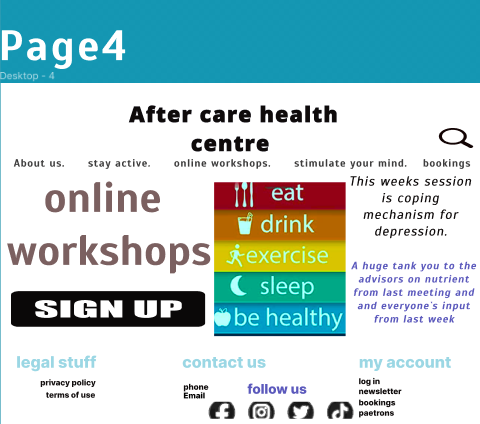 Page4
Desktop - 4
After care health
centre
About us. stay active. online workshops. stimulate your mind. bookings
online
workshops
SIGN UP
eat
drink
exercise
sleep
be healthy
This weeks session
is coping
mechanism for
depression.
A huge tank you to the
advisors on nutrient
from last meeting and
and everyone's input
from last week
legal stuff
privacy policy
terms of use
contact us
phone
Email
follow us
my account
log in
newsletter
bookings
paetrons